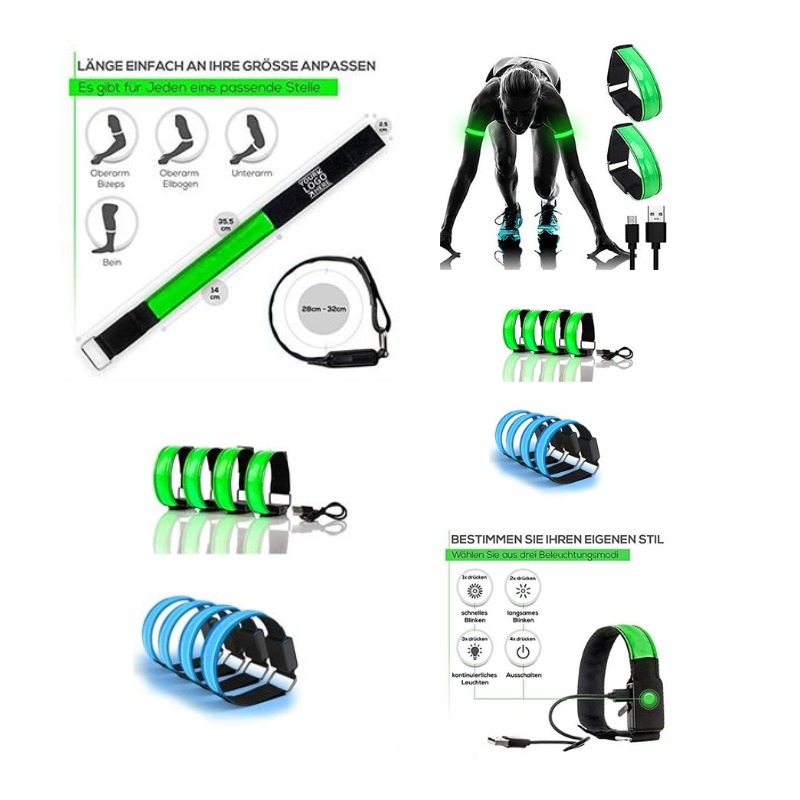 LÄNGE EINFACH AN IHRE GRÖSSE ANPASSEN
Es gibt für Jeden eine passende Stelle
Oberarm
Bizeps
Oberarm
Ellbogen
Unterarm
Bein
2.5
cm
YOUR
LOGO
HERE
35.5
cm
14
cm
28cm - 32cm
BESTIMMEN SIE IHREN EIGENEN STIL
Wählen Sie aus drei Beleuchtungsmodi
1x drücken
schnelles
Blinken
2x drücken
langsames
Blinken
3x drücken
kontinuierliches
Leuchten
4x drücken
Ausschalten